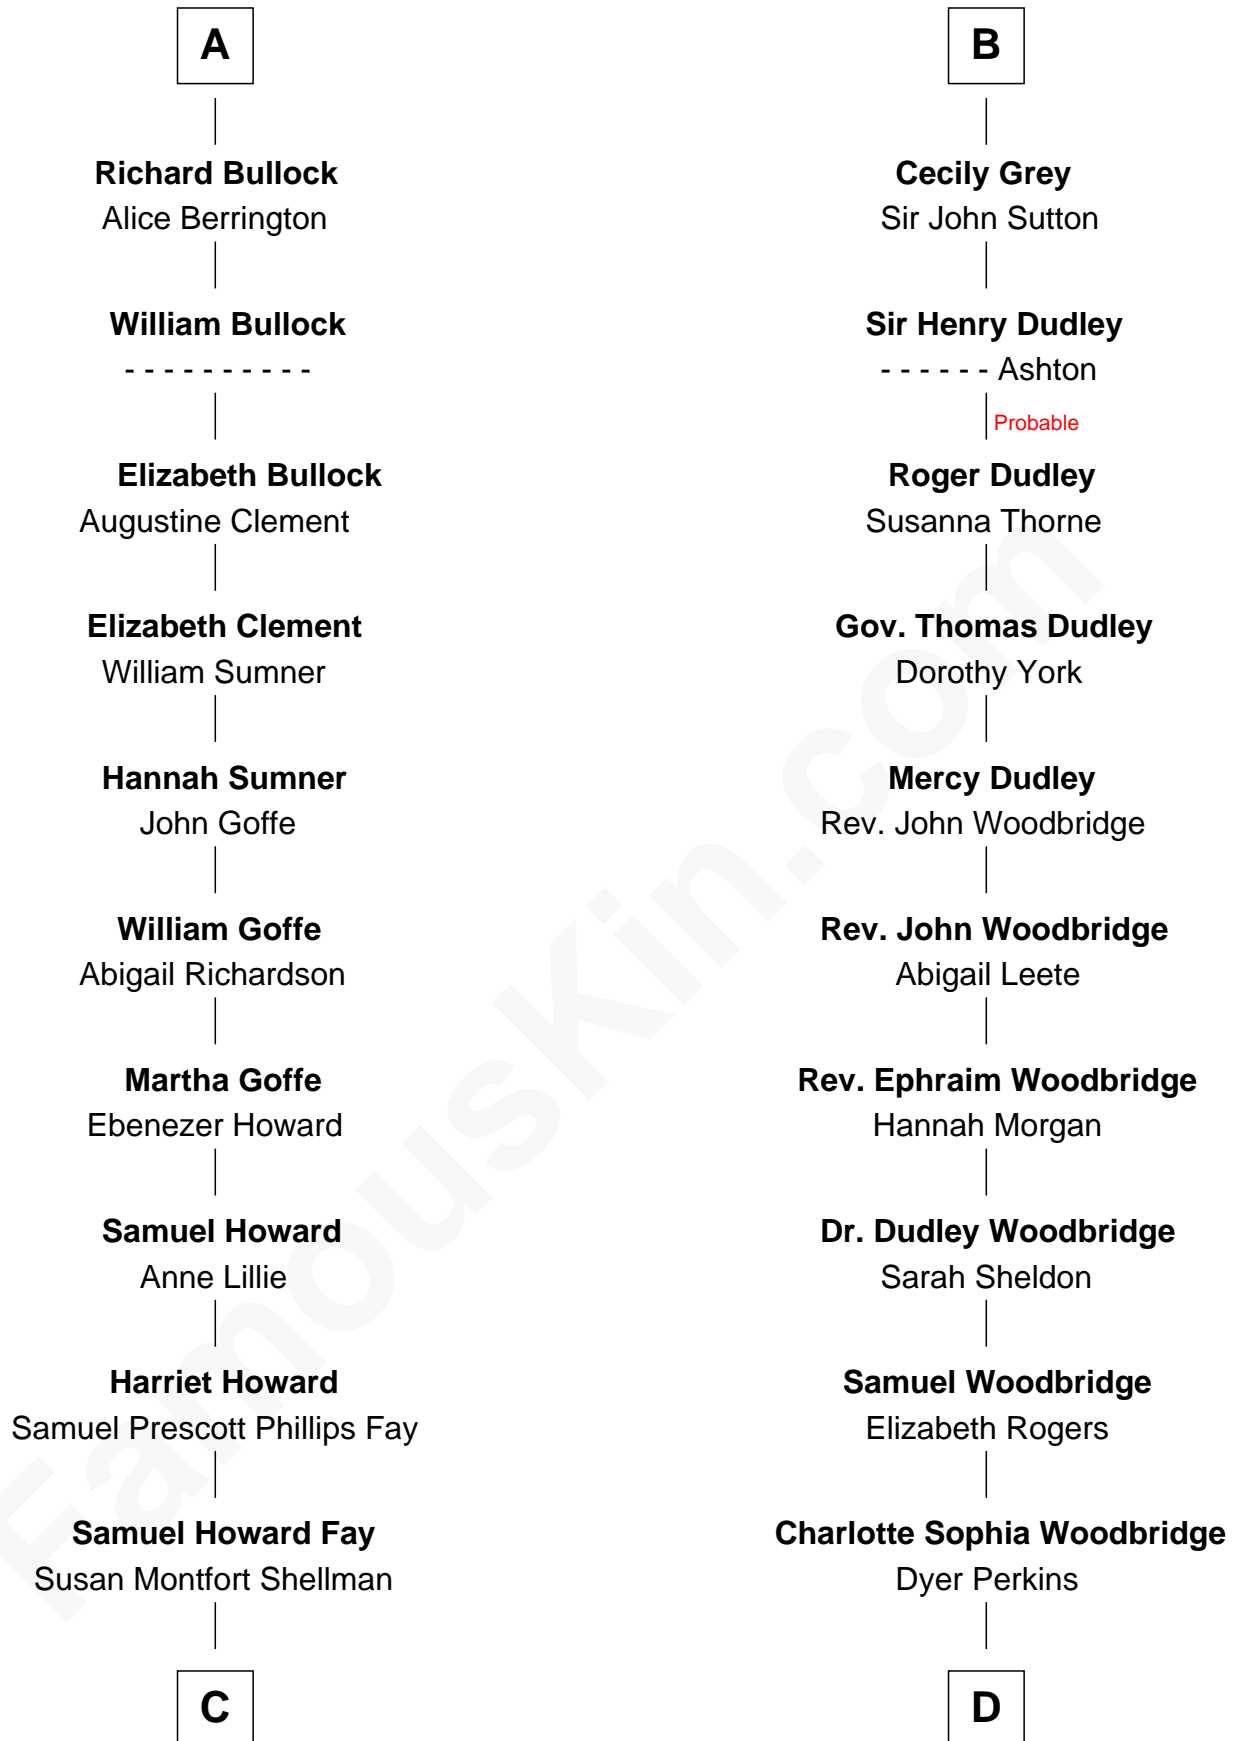 A
Richard Bullock
Alice Berrington
William Bullock
- - - - - - - - - -
Elizabeth Bullock
Augustine Clement
Elizabeth Clement
William Sumner
Hannah Sumner
John Goffe
William Goffe
Abigail Richardson
Martha Goffe
Ebenezer Howard
Samuel Howard
Anne Lillie
Harriet Howard
Samuel Prescott Phillips Fay
Samuel Howard Fay
Susan Montfort Shellman
C
B
Cecily Grey
Sir John Sutton
Sir Henry Dudley
- - - - - - Ashton
Probable
Roger Dudley
Susanna Thorne
Gov. Thomas Dudley
Dorothy York
Mercy Dudley
Rev. John Woodbridge
Rev. John Woodbridge
Abigail Leete
Rev. Ephraim Woodbridge
Hannah Morgan
Dr. Dudley Woodbridge
Sarah Sheldon
Samuel Woodbridge
Elizabeth Rogers
Charlotte Sophia Woodbridge
Dyer Perkins
D
FamousKin.com